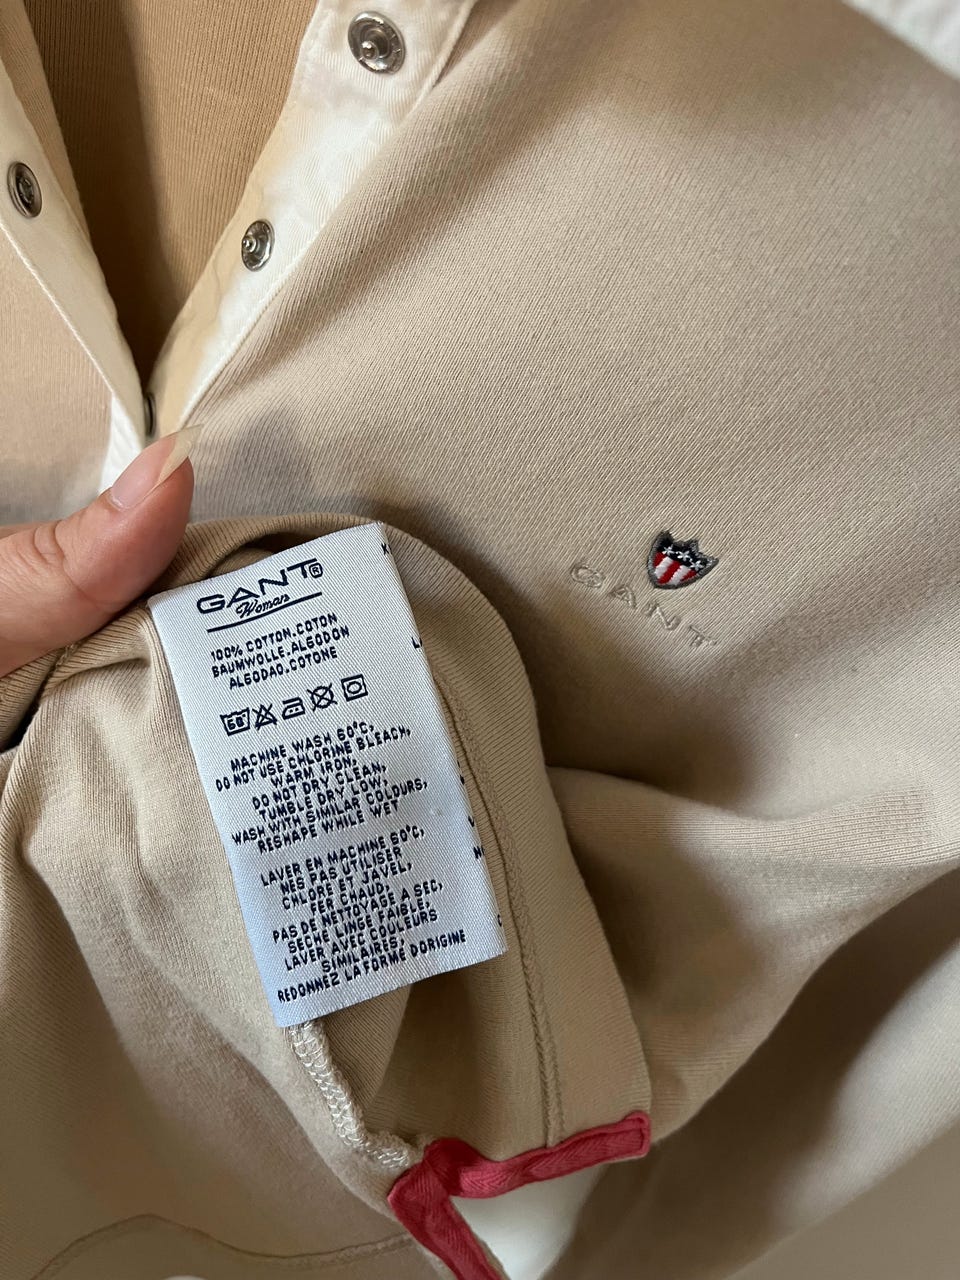 GANT®
Woman
100% COTTON.COTON
BAUMWOLLE.ALGODON
ALGODAO.COTONE
60°
MACHINE WASH 60°C,
DO NOT USE CHLORINE BLEACH,
WARM IRON,
DO NOT DRY CLEAN,
TUMBLE DRY LOW,
WASH WITH SIMILAR COLOURS,
RESHAPE WHILE WET
LAVER EN MACHINE 60°C,
NES PAS UTILISER
CHLORE ET JAVEL,
FER CHAUD,
PAS DE NETTOYAGE A SEC,
SECHE LINGE FAIBLE,
LAVER AVEC COULEURS
SIMILAIRES,
REDONNEZ LA FORME DORIGINE
GANT